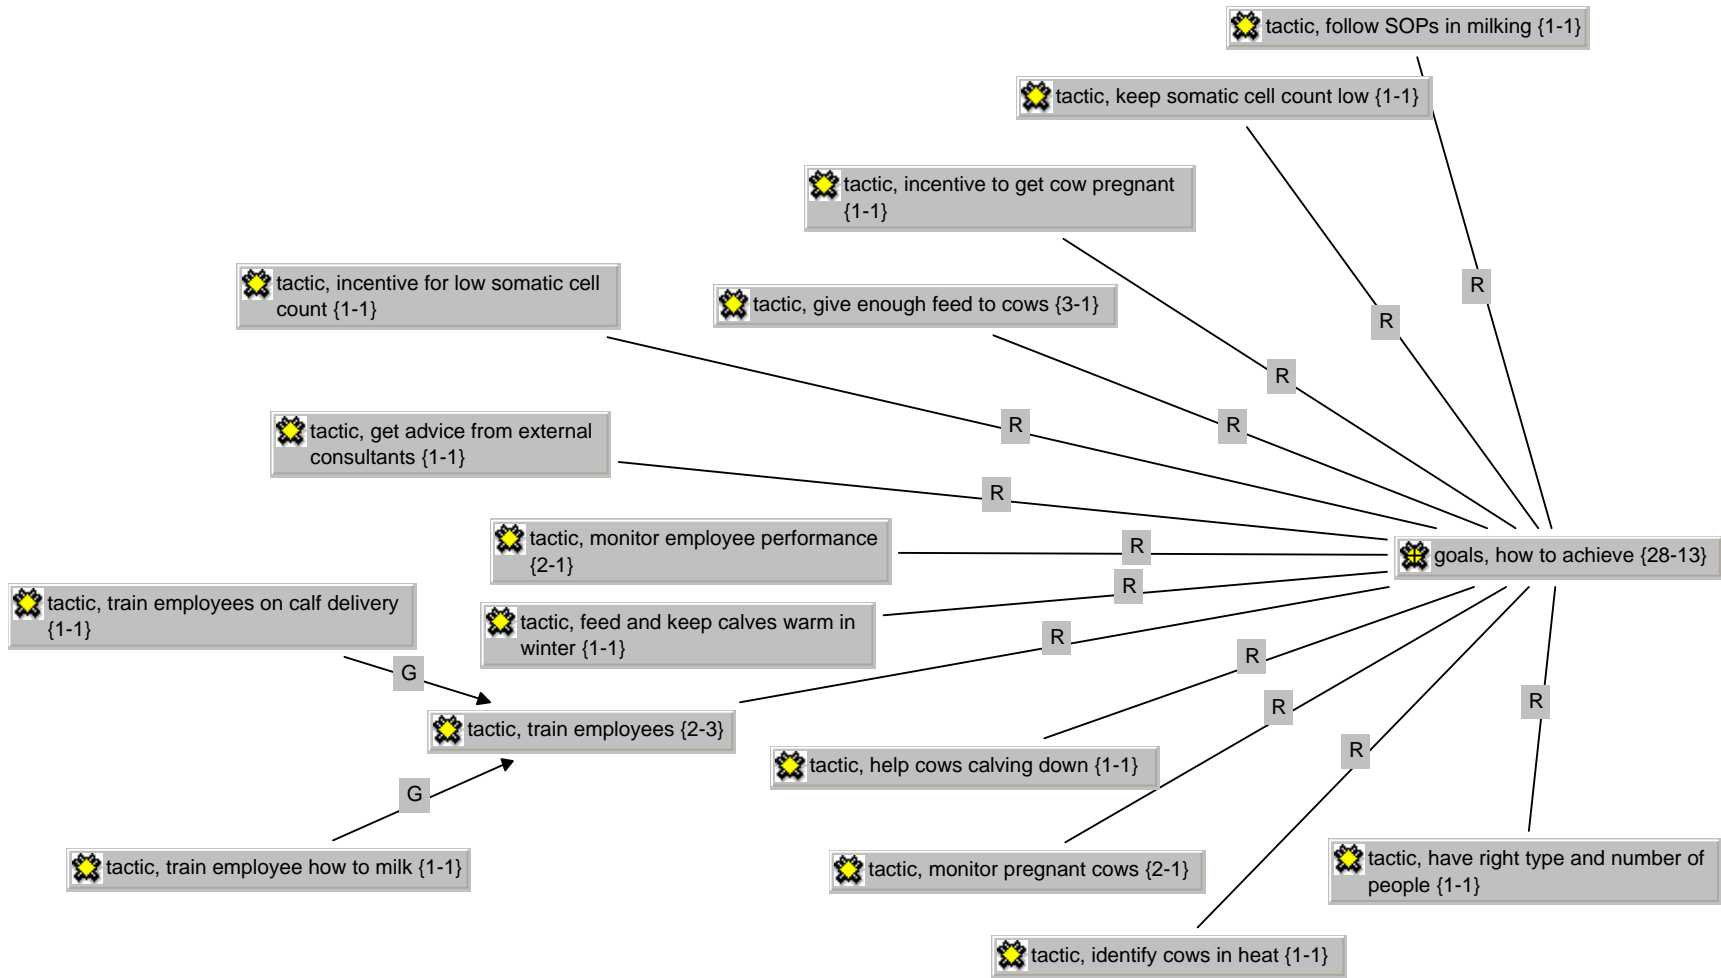 tactic, follow SOPs in milking {1-1}
tactic, keep somatic cell count low {1-1}
tactic, incentive to get cow pregnant
{1-1}
tactic, incentive for low somatic cell
count {1-1}
tactic, give enough feed to cows {3-1}
R
R
R
R
R
tactic, get advice from external
consultants {1-1}
R
tactic, monitor employee performance
{2-1}
R
goals, how to achieve {28-13}
tactic, train employees on calf delivery
{1-1}
tactic, feed and keep calves warm in
winter {1-1}
R
R
R
G
tactic, train employees {2-3}
R
R
R
tactic, help cows calving down {1-1}
G
tactic, train employee how to milk {1-1}
tactic, monitor pregnant cows {2-1}
tactic, have right type and number of
people {1-1}
tactic, identify cows in heat {1-1}